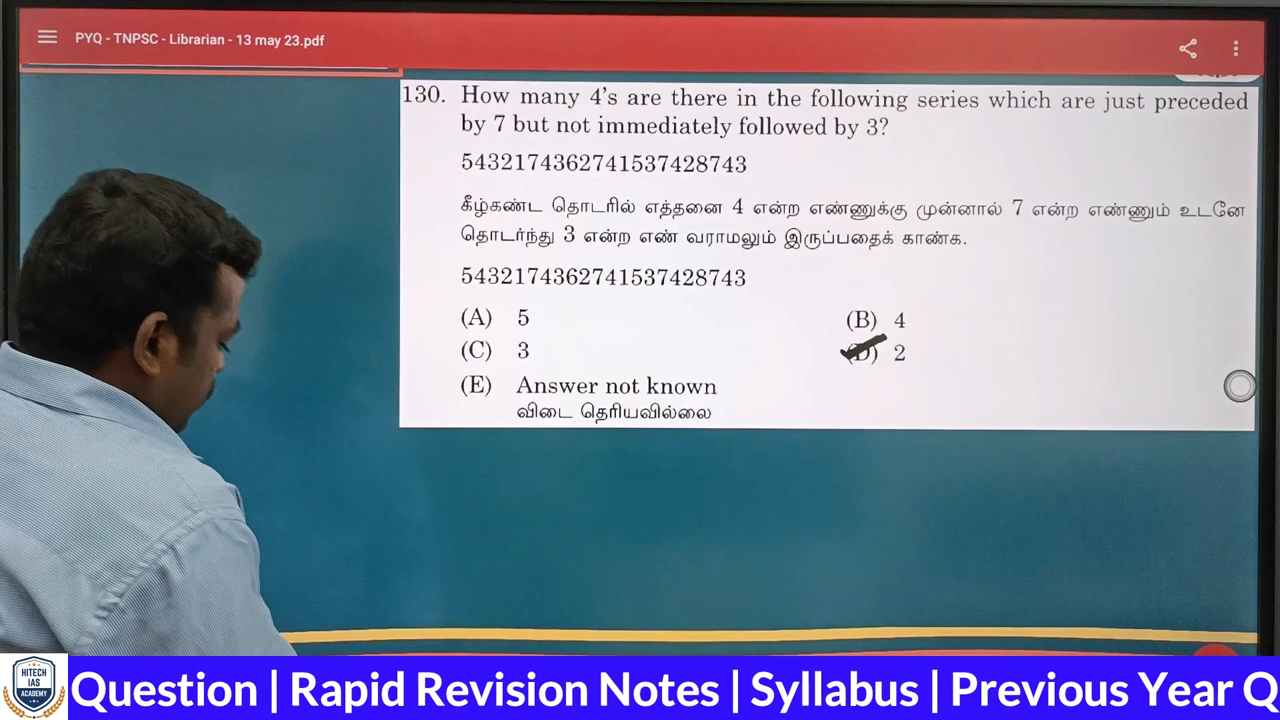 PYQ - TNPSC - Librarian - 13 may 23.pdf
130. How many 4's are there in the following series which are just preceded
by 7 but not immediately followed by 3?
5432174362741537428743
கீழ்கண்ட தொடரில் எத்தனை 4 என்ற எண்ணுக்கு முன்னால் 7 என்ற எண்ணும் உடனே
தொடர்ந்து 3 என்ற எண் வராமலும் இருப்பதைக் காண்க.
5432174362741537428743
(A) 5 (B) 4
(C) 3 (D) 2
(E) Answer not known
விடை தெரியவில்லை
HITECH
IAS
ACADEMY
Question | Rapid Revision Notes | Syllabus | Previous Year Q